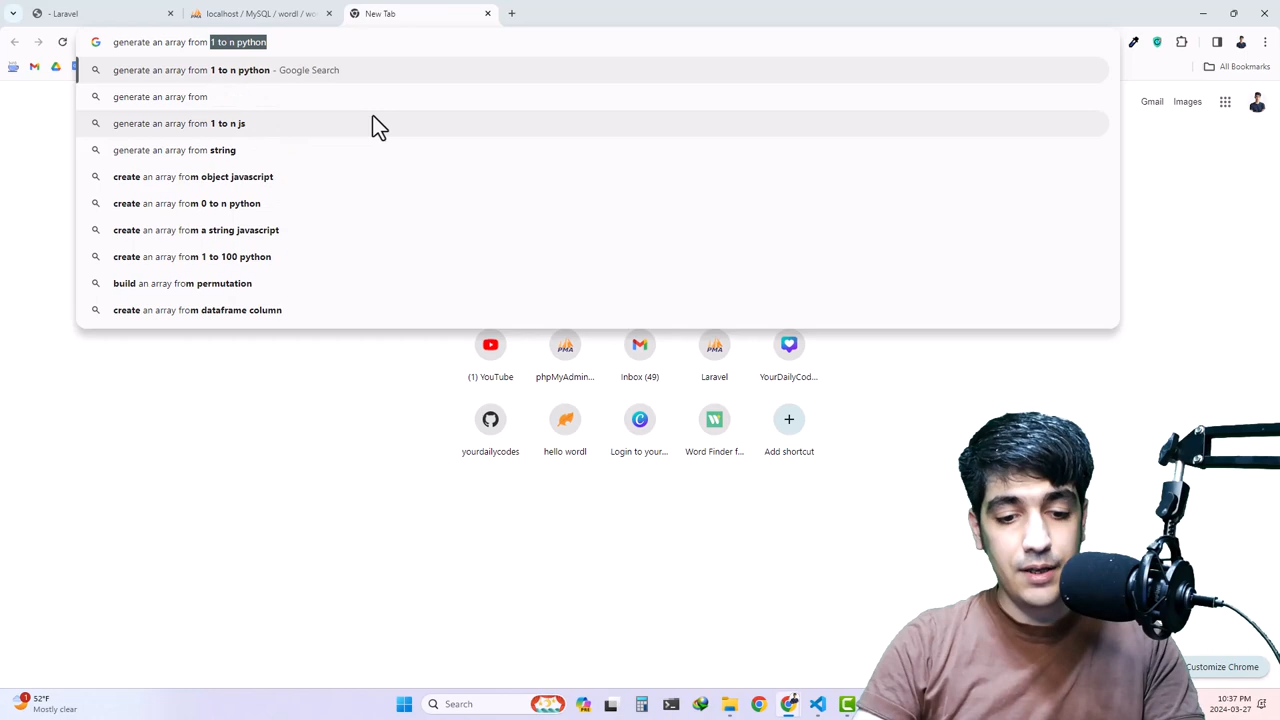 - Laravel
localhost / MySQL / wordl / wo
New Tab
generate an array from 1 to n python
All Bookmarks
generate an array from 1 to n python - Google Search
generate an array from
Gmail
Images
generate an array from 1 to n js
generate an array from string
create an array from object javascript
create an array from 0 to n python
create an array from a string javascript
create an array from 1 to 100 python
build an array from permutation
create an array from dataframe column
PMA
PMA
(1) YouTube
phpMyAdmin...
Inbox (49)
Laravel
YourDailyCod...
yourdailycodes
hello wordl
Login to your...
Word Finder f...
Add shortcut
Customize Chrome
1
52°F
Mostly clear
Search
10:37 PM
2024-03-27